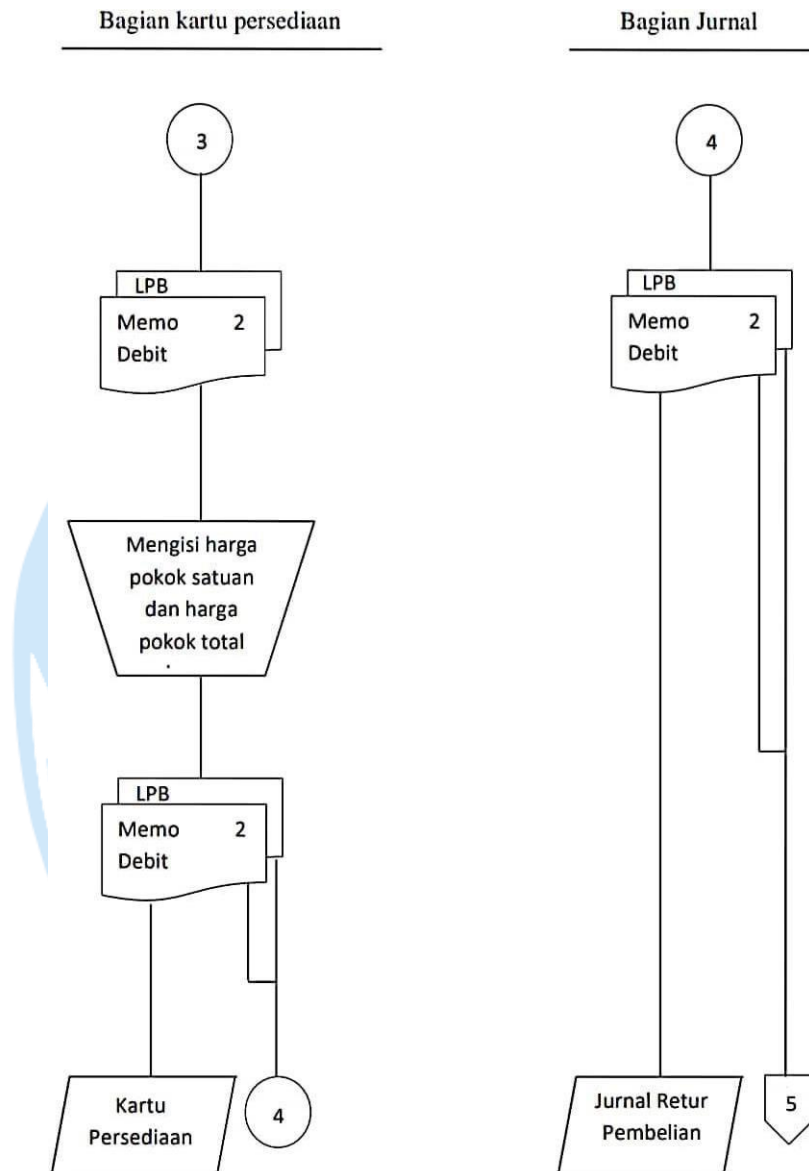 Bagian kartu persediaan
3
LPB
Memo 2
Debit
Mengisi harga
pokok satuan
dan harga
pokok total
LPB
Memo 2
Debit
Kartu
Persediaan
4
Bagian Jurnal
4
LPB
Memo 2
Debit
Jurnal Retur
Pembelian
5